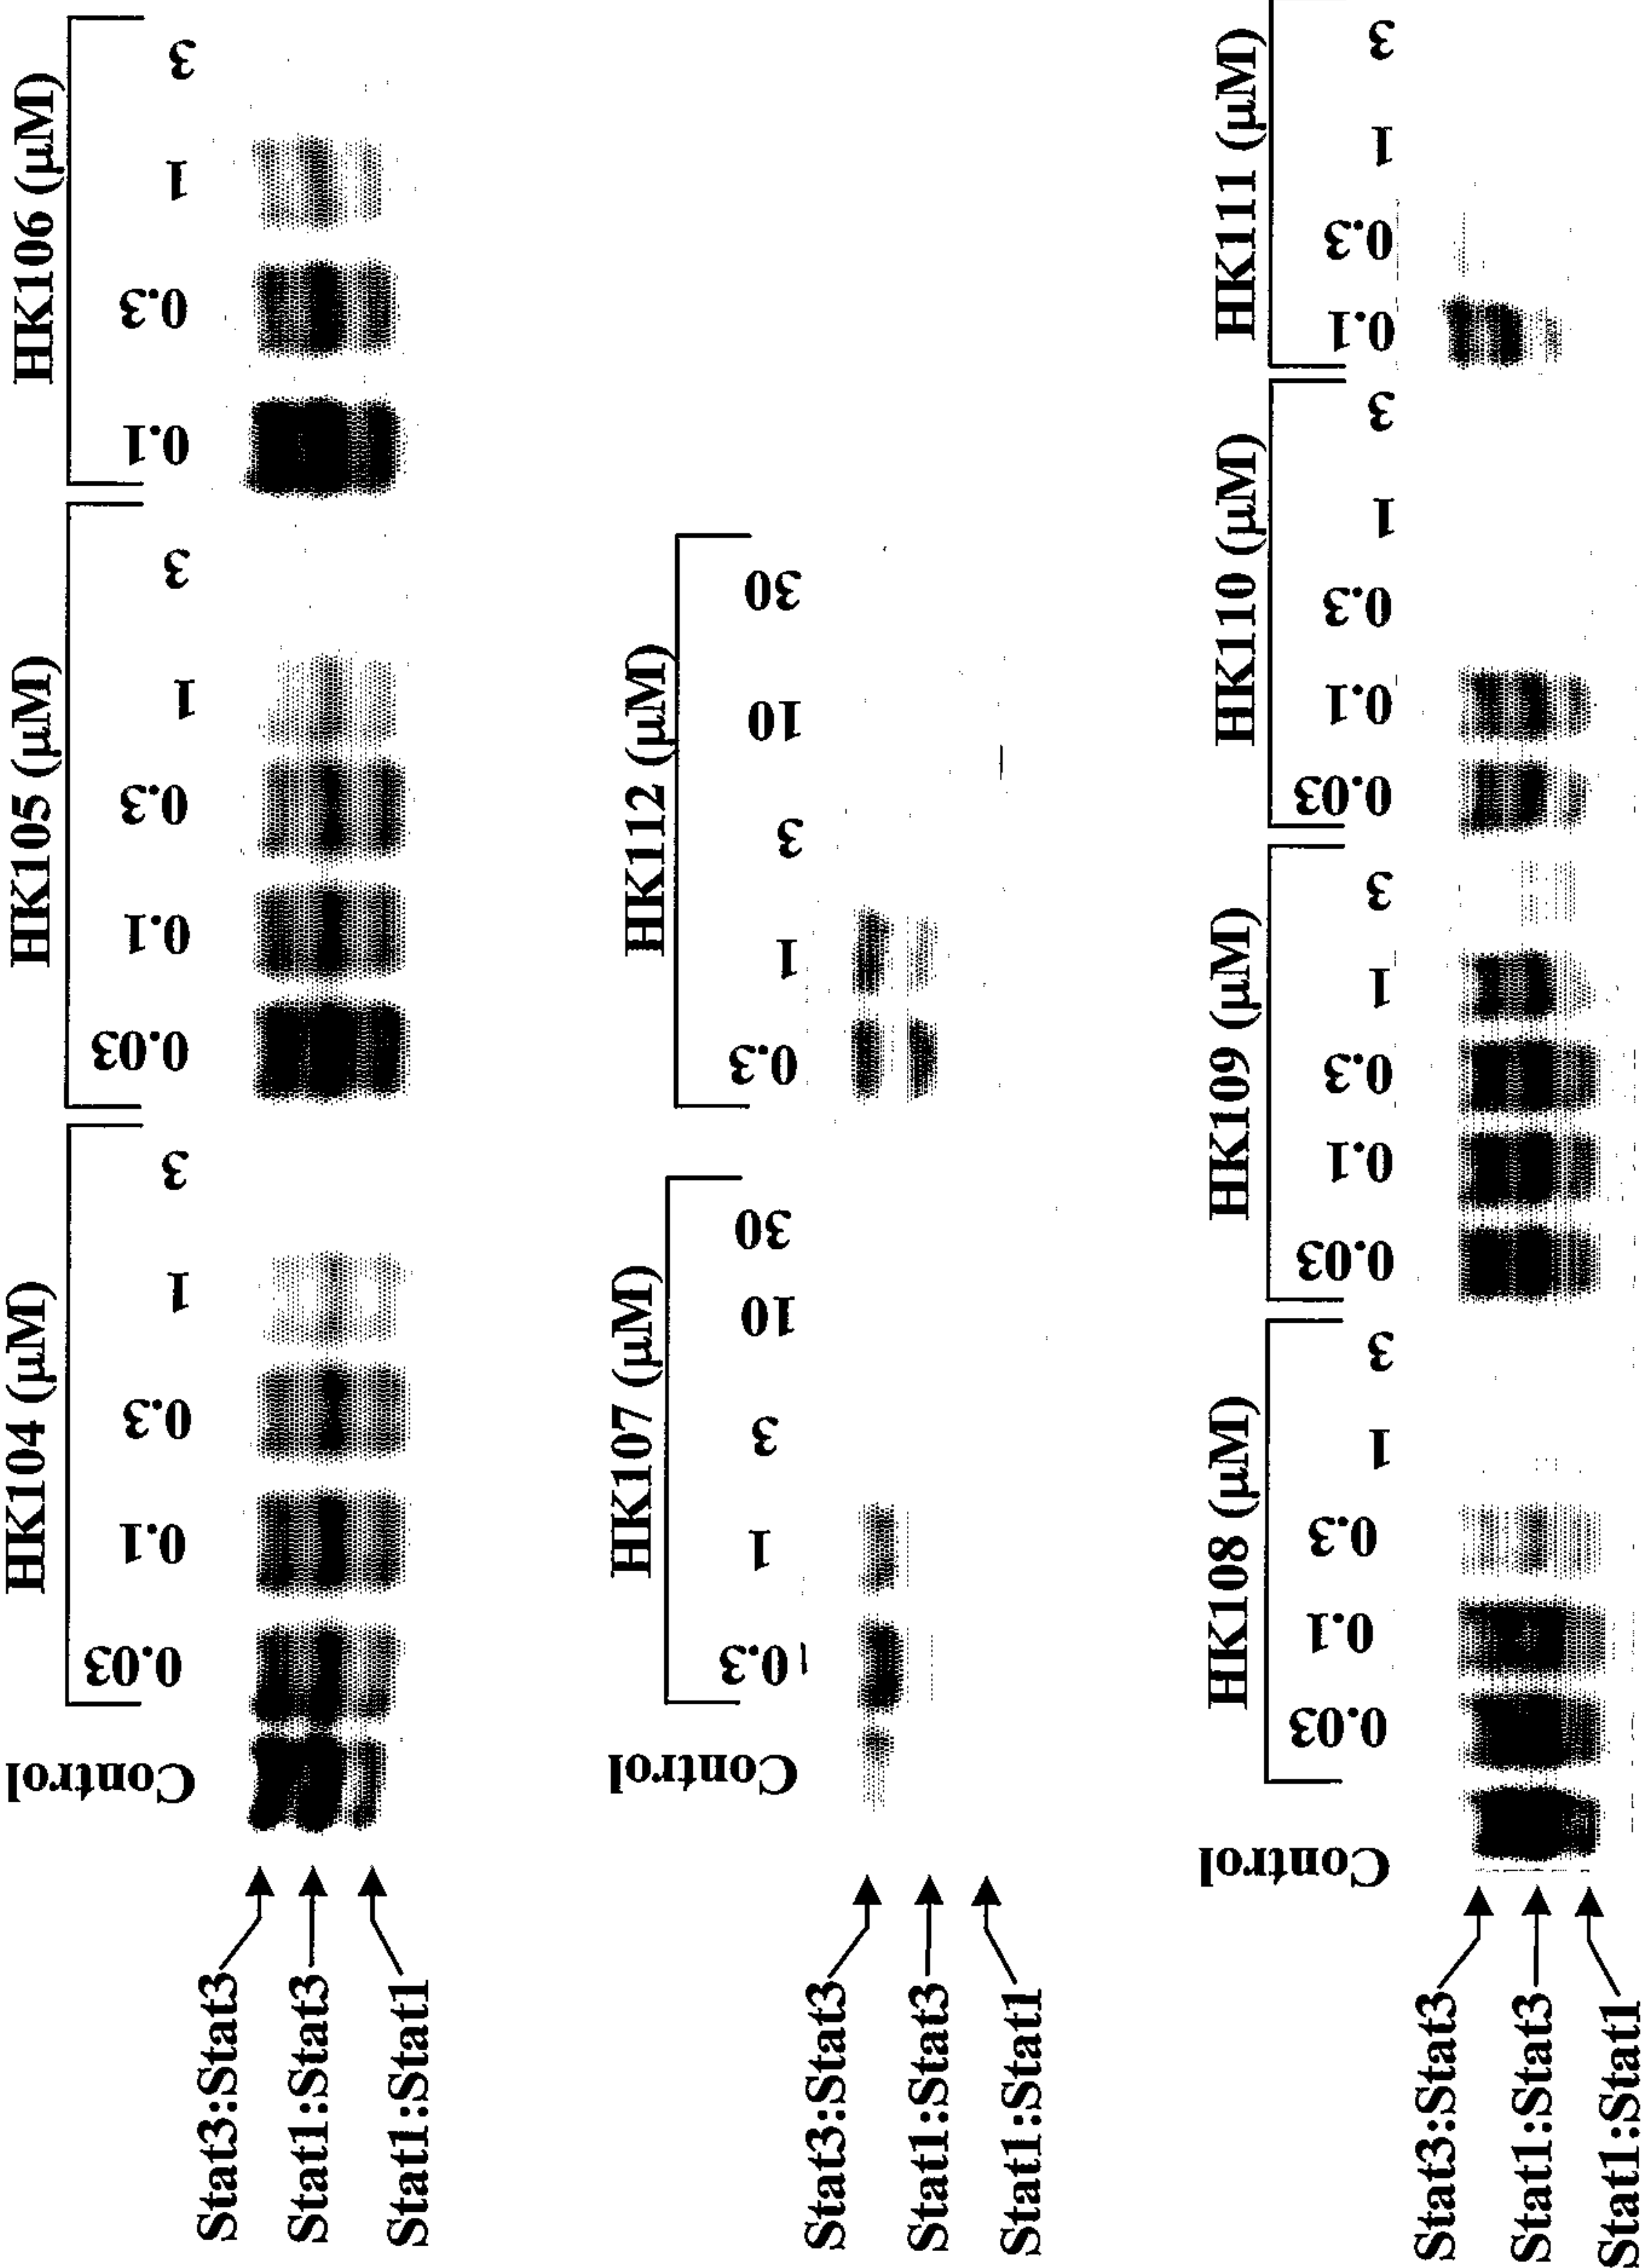 HK104 (µM) HK105 (µM) HK106 (µM)
Control 0.03 0.1 0.3 1 3 0.03 0.1 0.3 1 3 0.1 0.3 1 3
Stat3::Stat3
Stat1::Stat3
Stat1::Stat1
HK107 (µM) HK112 (µM)
Control 0.3 1 3 10 30 0.3 1 3 10 30
Stat3::Stat3
Stat1::Stat3
Stat1::Stat1
HK108 (µM) HK109 (µM) HK110 (µM) HK111 (µM)
Control 0.03 0.1 0.3 1 3 0.03 0.1 0.3 1 3 0.03 0.1 0.3 1 3 0.1 0.3 1 3
Stat3::Stat3
Stat1::Stat3
Stat1::Stat1